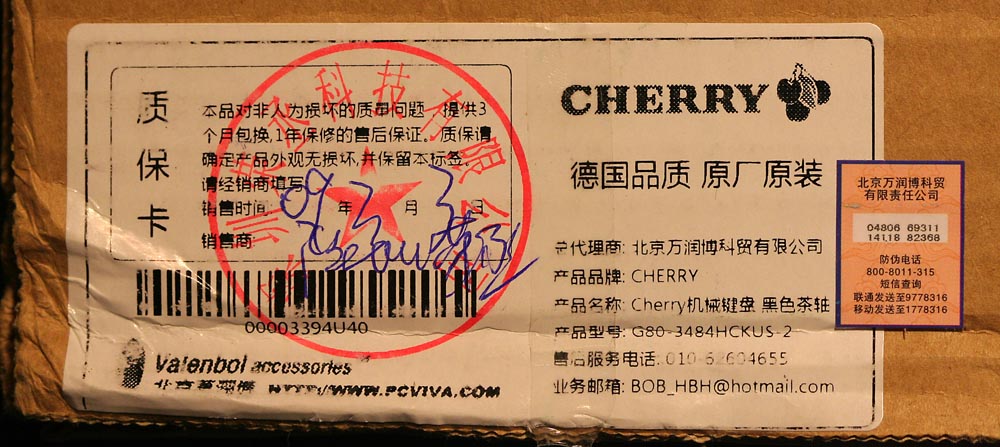 质保卡
本品对非人为损坏的质量问题 提供3
个月包换,1年保修的售后保证。质保请
确定产品外观无损坏,并保留本标签。
请经销商填写
销售时间: 09 年 2 月 3 日
销售商:
科技有限
00003394U40
Valenbol accessories
HTTP://WWW.PCVIVA.COM
CHERRY
德国品质 原厂原装
总代理商: 北京万润博科贸有限公司
产品品牌: CHERRY
产品名称: Cherry机械键盘 黑色茶轴
产品型号: G80-3484HCKUS-2
售后服务电话: 010-62604655
业务邮箱: BOB_HBH@hotmail.com
北京万润博科贸
有限责任公司
04806 69311
14118 82368
防伪电话
800-8011-315
短信查询
联通发送至9778316
移动发送至1778316